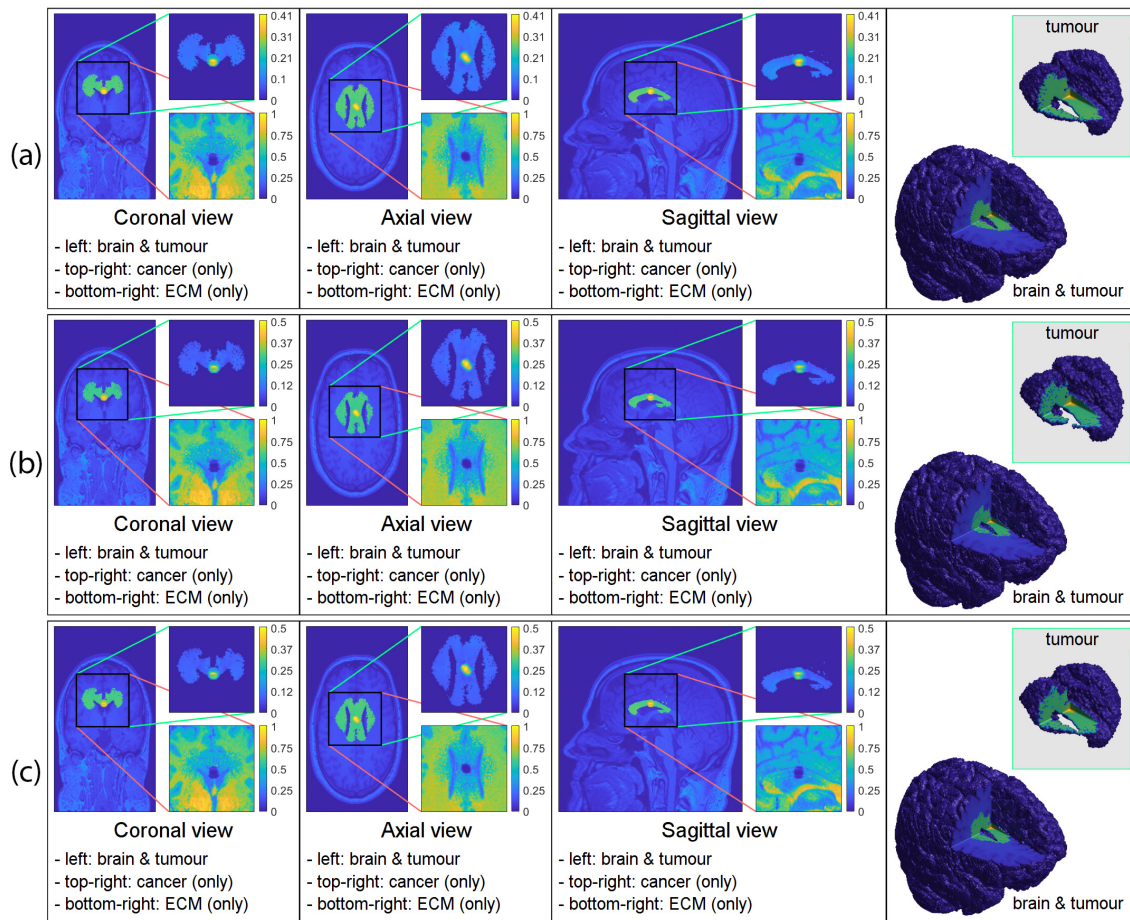 (a)
0.41
0.31
0.21
0.1
0
1
0.75
0.5
0.25
0
Coronal view
- left: brain & tumour
- top-right: cancer (only)
- bottom-right: ECM (only)
0.41
0.31
0.21
0.1
0
1
0.75
0.5
0.25
0
Axial view
- left: brain & tumour
- top-right: cancer (only)
- bottom-right: ECM (only)
0.41
0.31
0.21
0.1
0
1
0.75
0.5
0.25
0
Sagittal view
- left: brain & tumour
- top-right: cancer (only)
- bottom-right: ECM (only)
tumour
brain & tumour
(b)
0.5
0.37
0.25
0.12
0
1
0.75
0.5
0.25
0
Coronal view
- left: brain & tumour
- top-right: cancer (only)
- bottom-right: ECM (only)
0.5
0.37
0.25
0.12
0
1
0.75
0.5
0.25
0
Axial view
- left: brain & tumour
- top-right: cancer (only)
- bottom-right: ECM (only)
0.5
0.37
0.25
0.12
0
1
0.75
0.5
0.25
0
Sagittal view
- left: brain & tumour
- top-right: cancer (only)
- bottom-right: ECM (only)
tumour
brain & tumour
(c)
0.5
0.37
0.25
0.12
0
1
0.75
0.5
0.25
0
Coronal view
- left: brain & tumour
- top-right: cancer (only)
- bottom-right: ECM (only)
0.5
0.37
0.25
0.12
0
1
0.75
0.5
0.25
0
Axial view
- left: brain & tumour
- top-right: cancer (only)
- bottom-right: ECM (only)
0.5
0.37
0.25
0.12
0
1
0.75
0.5
0.25
0
Sagittal view
- left: brain & tumour
- top-right: cancer (only)
- bottom-right: ECM (only)
tumour
brain & tumour